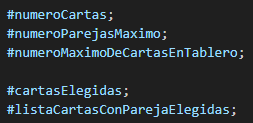 #numeroCartas;
#numeroParejasMaximo;
#numeroMaximoDeCartasEnTablero;
#cartasElegidas;
#listaCartasConParejaElegidas;